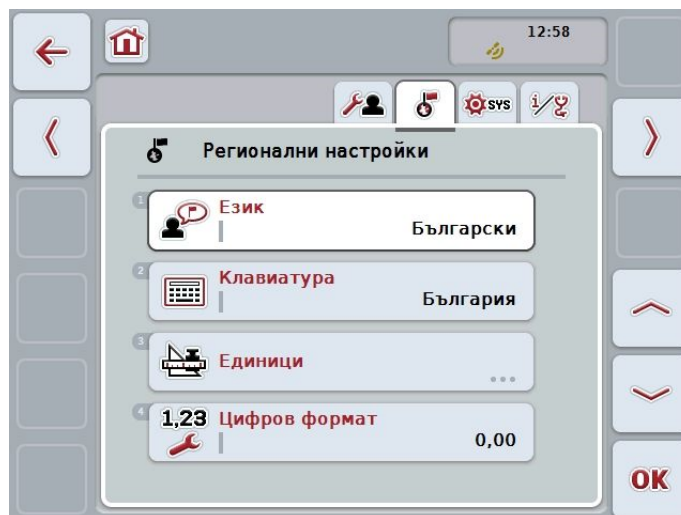 12:58
SYS
i/
Регионални настройки
1
Език
Български
2
Клавиатура
България
3
Единици
...
4
1,23 Цифров формат
0,00
OK